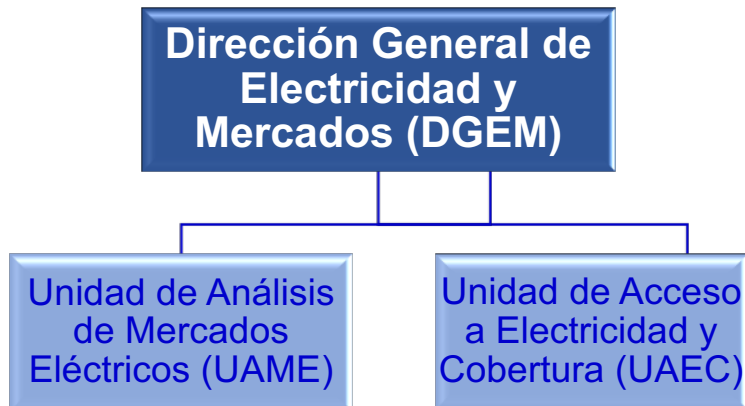 Dirección General de
Electricidad y
Mercados (DGEM)
Unidad de Análisis
de Mercados
Eléctricos (UAME)
Unidad de Acceso
a Electricidad y
Cobertura (UAEC)